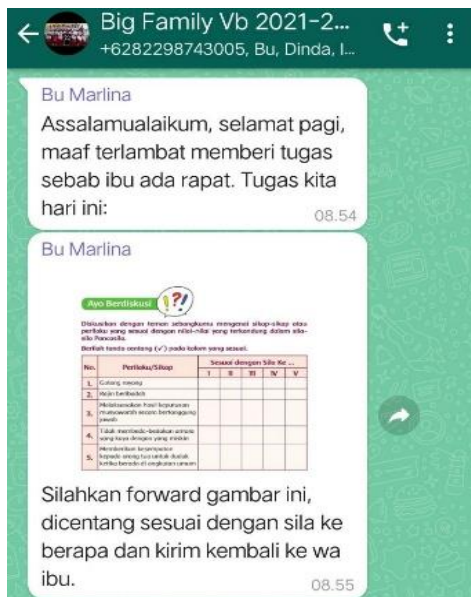 Big Family Vb 2021-2...
+6282298743005, Bu, Dinda, I...
Bu Marlina
Assalamualaikum, selamat pagi,
maaf terlambat memberi tugas
sebab ibu ada rapat. Tugas kita
hari ini:
08.54
Bu Marlina
Ayo Berdiskusi
Diskusikan dengan teman sebangkumu mengenai sikap-sikap atau
perilaku yang sesuai dengan nilai-nilai yang terkandung dalam sila-
sila Pancasila.
Berilah tanda centang (✓) pada kolom yang sesuai.
No. Perilaku/Sikap Sesuai dengan Sila Ke ...
I II III IV V
1. Gotong royong
2. Rajin beribadah
3. Melaksanakan hasil keputusan
musyawarah secara bertanggung
jawab
4. Tidak membeda-bedakan antara
yang kaya dengan yang miskin
5. Memberikan kesempatan
kepada orang tua untuk duduk
ketika berada di angkutan umum
Silahkan forward gambar ini,
dicentang sesuai dengan sila ke
berapa dan kirim kembali ke wa
ibu.
08.55